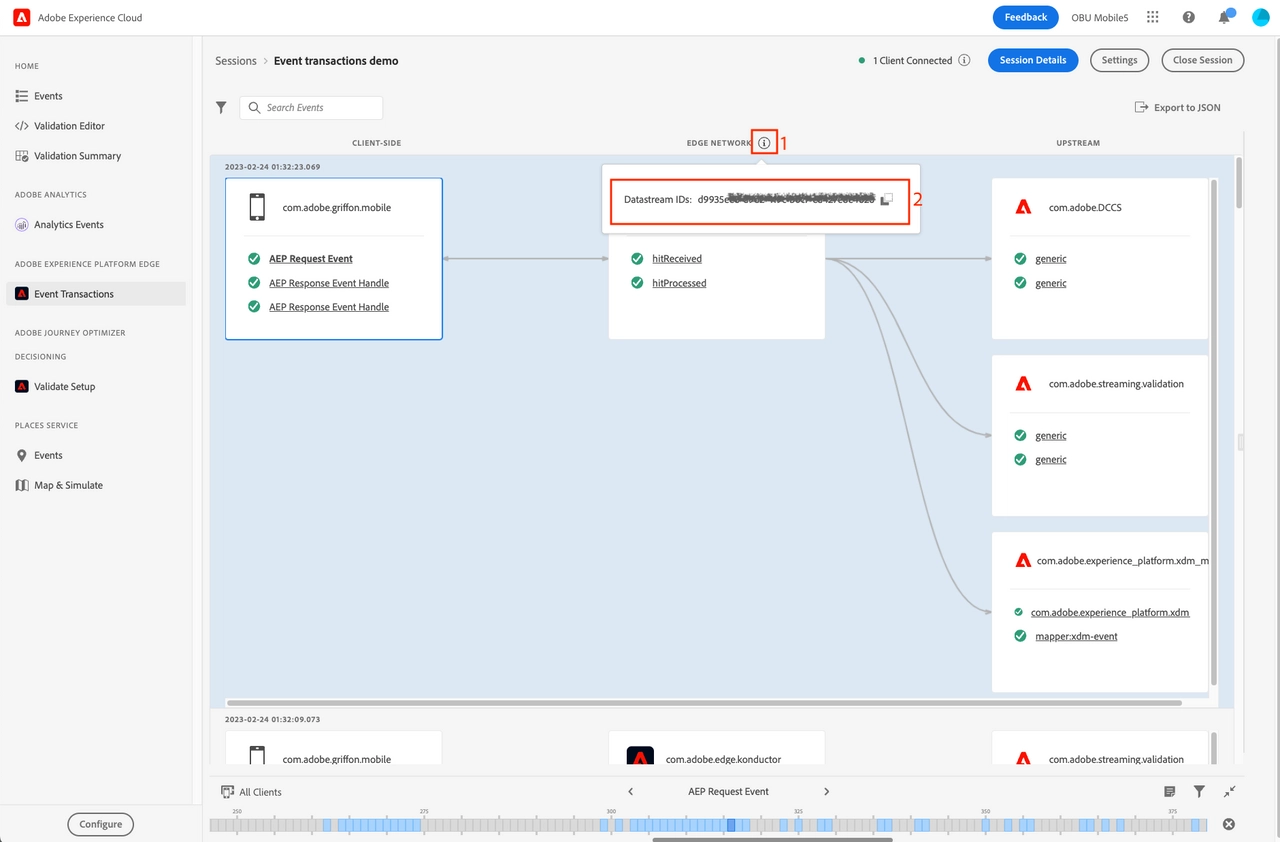 Adobe Experience Cloud
Feedback
OBU Mobile5
HOME
Events
Validation Editor
Validation Summary
ADOBE ANALYTICS
Analytics Events
ADOBE EXPERIENCE PLATFORM EDGE
Event Transactions
ADOBE JOURNEY OPTIMIZER
DECISIONING
Validate Setup
PLACES SERVICE
Events
Map & Simulate
Configure
Sessions > Event transactions demo
1 Client Connected
Session Details
Settings
Close Session
Search Events
Export to JSON
CLIENT-SIDE
EDGE NETWORK
1
UPSTREAM
2023-02-24 01:32:23.069
com.adobe.griffon.mobile
AEP Request Event
AEP Response Event Handle
AEP Response Event Handle
Datastream IDs:
2
hitReceived
hitProcessed
com.adobe.DCCS
generic
generic
com.adobe.streaming.validation
generic
generic
com.adobe.experience_platform.xdm_m
com.adobe.experience_platform.xdm
mapper:xdm-event
2023-02-24 01:32:09.073
com.adobe.griffon.mobile
com.adobe.edge.konductor
com.adobe.streaming.validation
All Clients
AEP Request Event
250
275
300
325
350
375